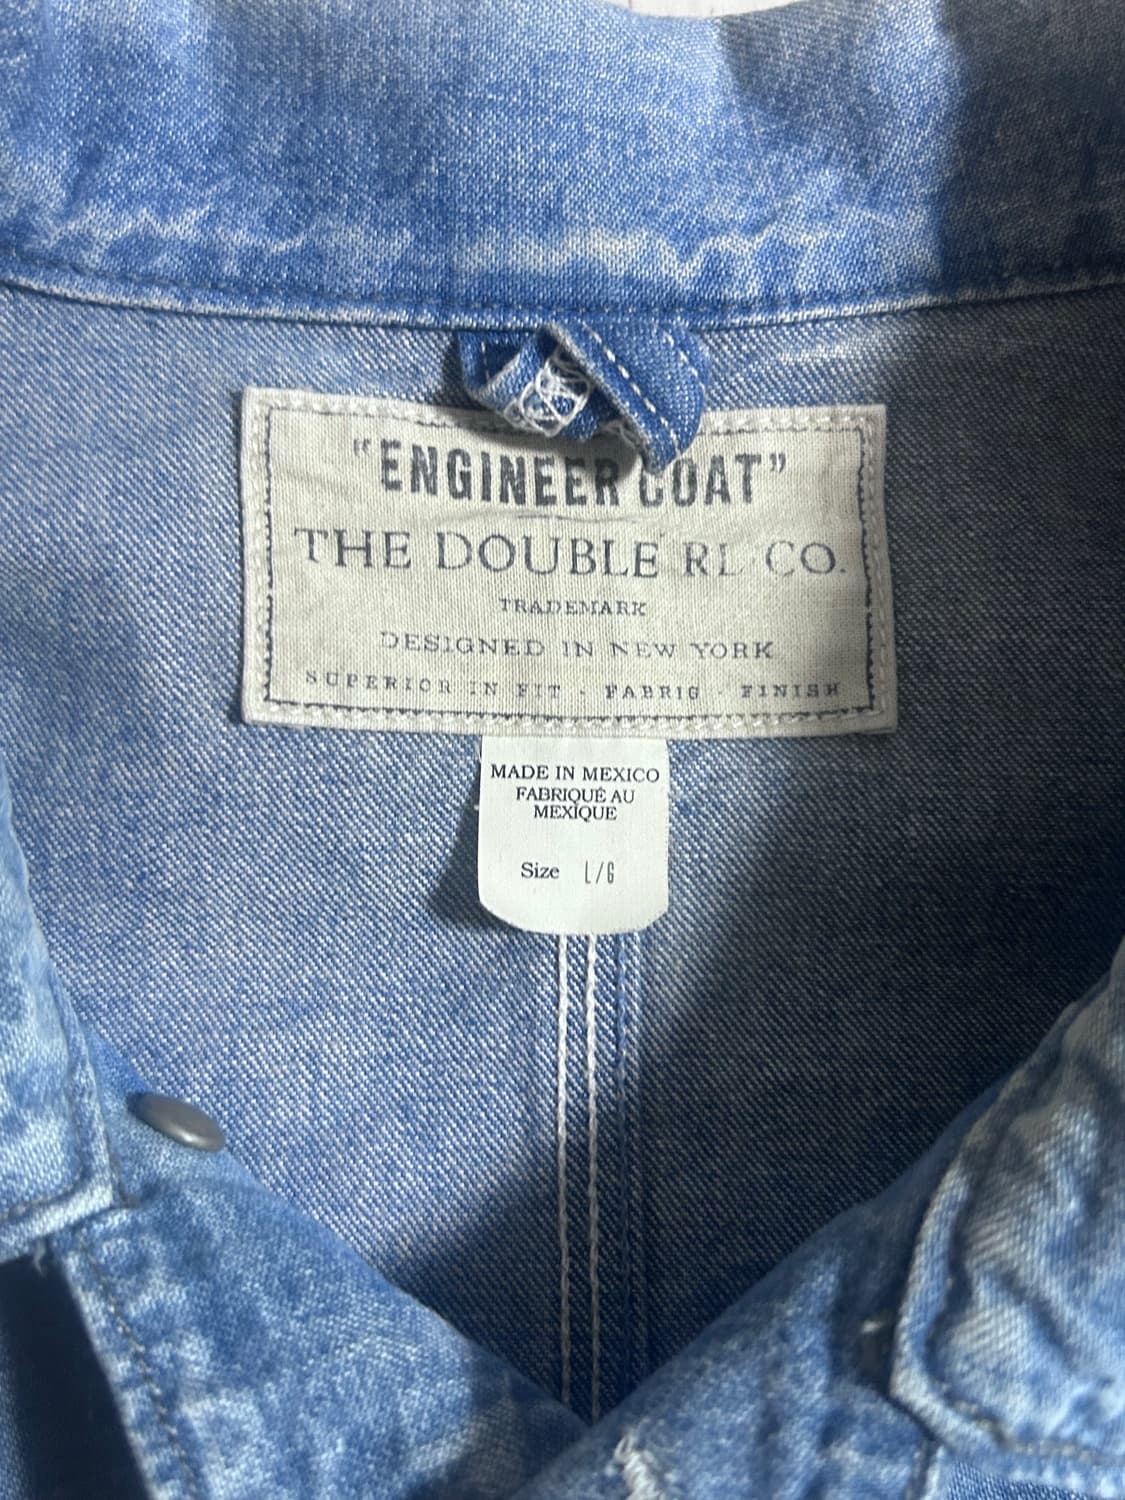 "ENGINEER COAT"
THE DOUBLE RL CO.
TRADEMARK
DESIGNED IN NEW YORK
SUPERIOR IN FIT - FABRIC - FINISH
MADE IN MEXICO
FABRIQUÉ AU
MEXIQUE
Size L/G